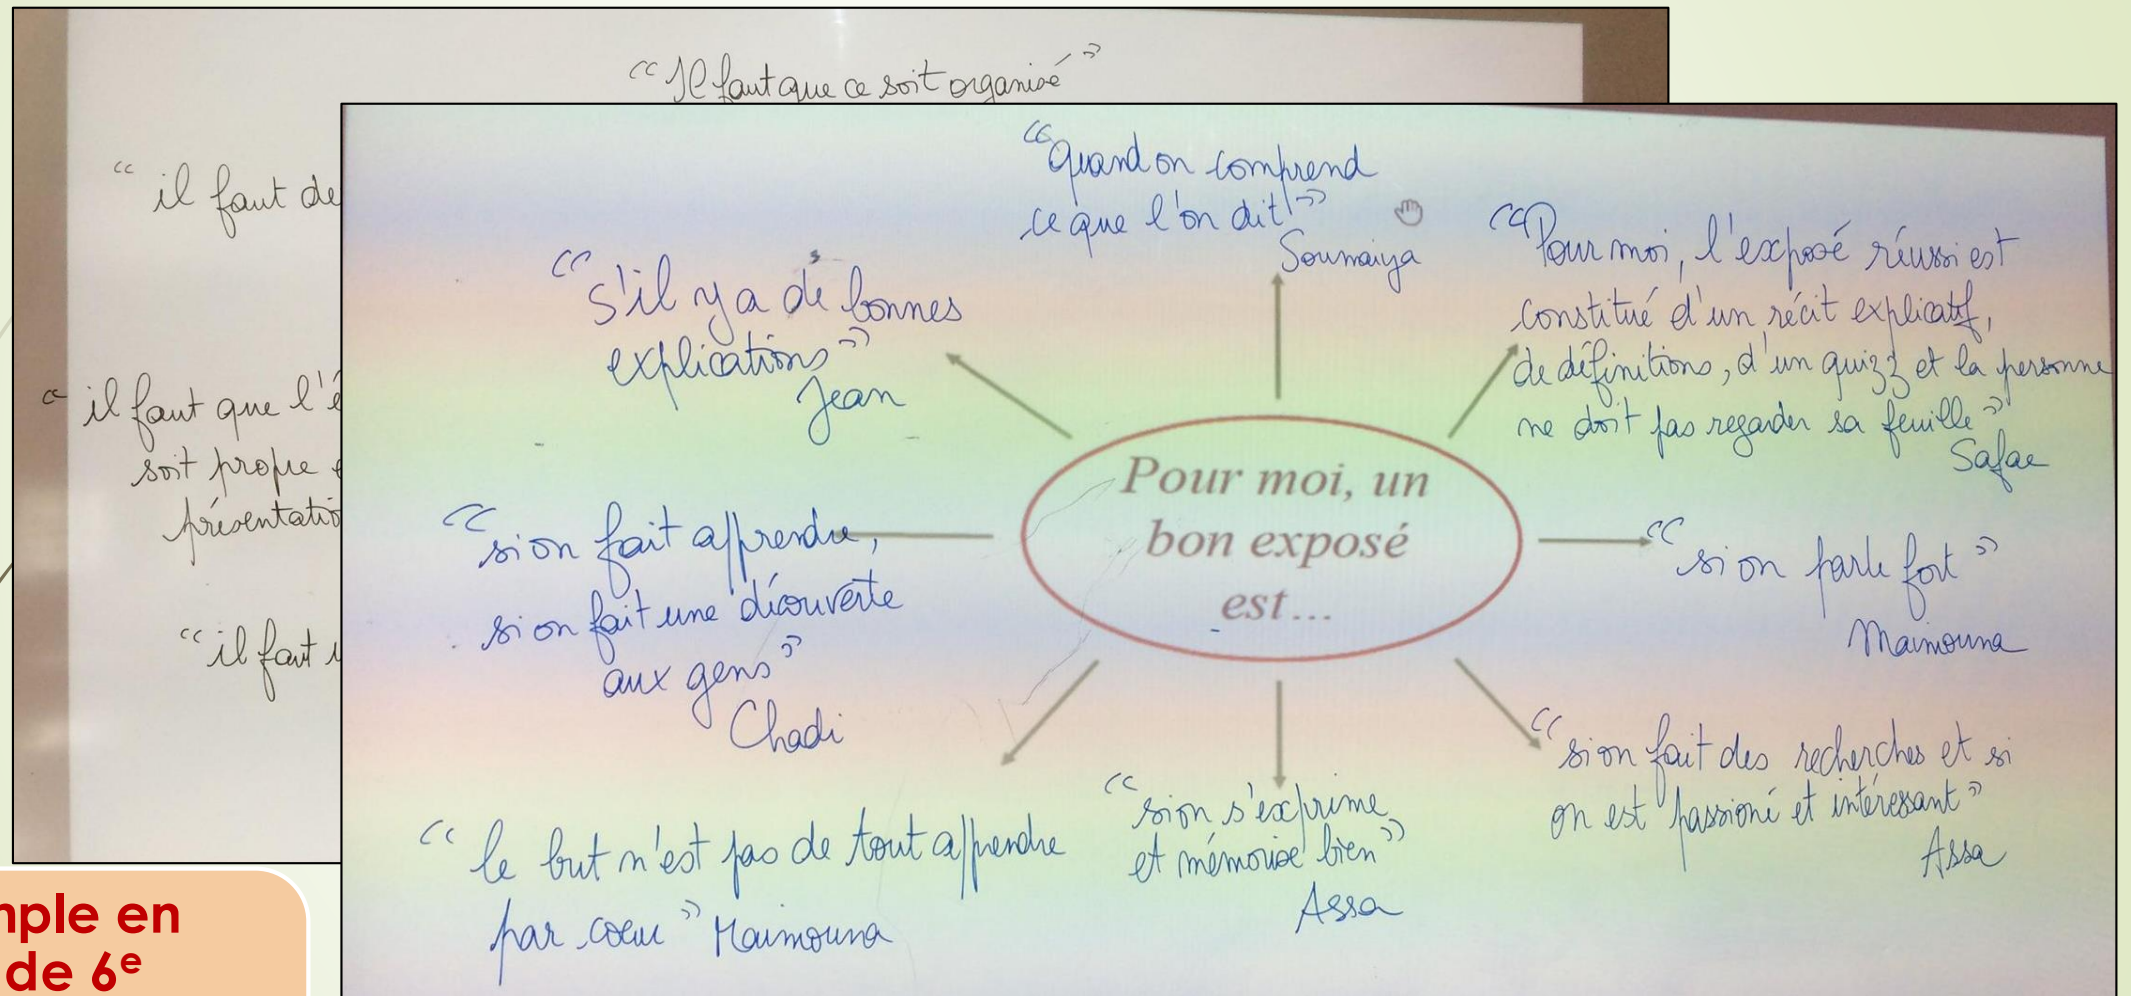 “Il faut que ce soit organisé”
“il faut de
“il faut que l'é
soit propre
présentatio
“il faut
“Quand on comprend
ce que l'on dit!”
Soumaiya
“S'il y a de bonnes
explications”
Jean
“Pour moi, l'exposé réussi est
constitué d'un récit explicatif,
de définitions, d'un quizz et la personne
ne doit pas regarder sa feuille”
Safae
Pour moi, un
bon exposé
est...
“si on fait apprendre,
si on fait une découverte
aux gens”
Chadi
“si on parle fort”
Maimouna
“le but n'est pas de tout apprendre
par coeur” Maimouna
“si on s'exprime
et mémorise bien”
Assa
“si on fait des recherches et si
on est passioné et intéressant”
Assa
mple en
de 6e